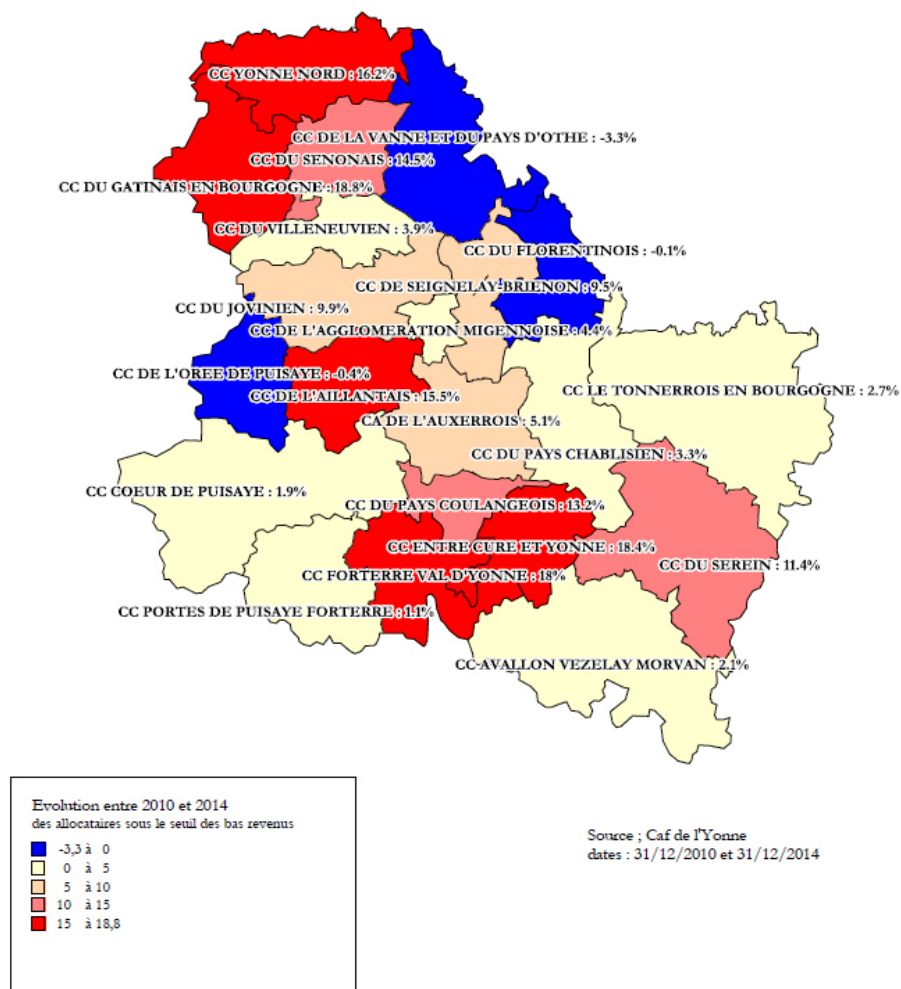 CC YONNE NORD : 16.2%
CC DE LA VANNE ET DU PAYS D'OTHE : -3.3%
CC DU SENONAIS : 14.5%
CC DU GATINAIS EN BOURGOGNE : 18.8%
CC DU VILLENEUVIEN : 3.9%
CC DU FLORENTINOIS : -0.1%
CC DE SEIGNELAY-BRIENON : 9.5%
CC DU JOVINIEN : 9.9%
CC DE L'AGGLOMERATION MIGENNOISE : 4.4%
CC DE L'OREE DE PUISAYE : -0.4%
CC LE TONNERROIS EN BOURGOGNE : 2.7%
CC DE L'AILLANTAIS : 15.5%
CA DE L'AUXERROIS : 5.1%
CC DU PAYS CHABLISIEN : 3.3%
CC COEUR DE PUISAYE : 1.9%
CC DU PAYS COULANGEOIS : 13.2%
CC ENTRE CURE ET YONNE : 18.4%
CC DU SEREIN : 11.4%
CC FORTERRE VAL D'YONNE : 18%
CC PORTES DE PUISAYE FORTERRE : 1.1%
CC AVALLON VEZELAY MORVAN : 2.1%
Evolution entre 2010 et 2014
des allocataires sous le seuil des bas revenus
-3,3 à 0
0 à 5
5 à 10
10 à 15
15 à 18,8
Source ; Caf de l'Yonne
dates : 31/12/2010 et 31/12/2014